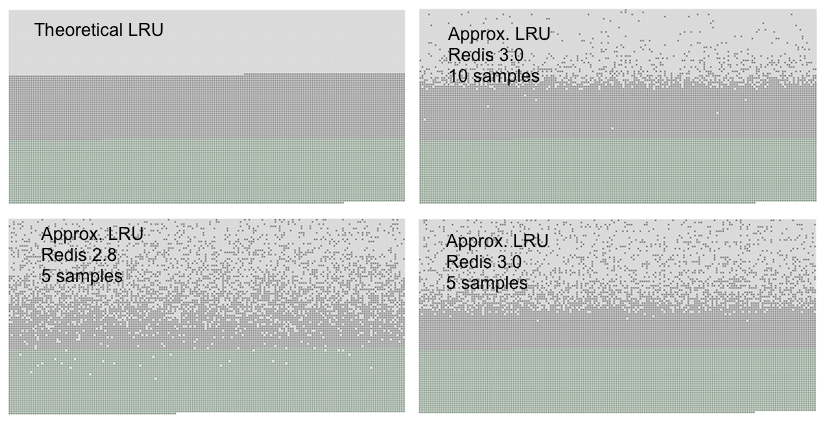 Theoretical LRU
Approx. LRU
Redis 3.0
10 samples
Approx. LRU
Redis 2.8
5 samples
Approx. LRU
Redis 3.0
5 samples